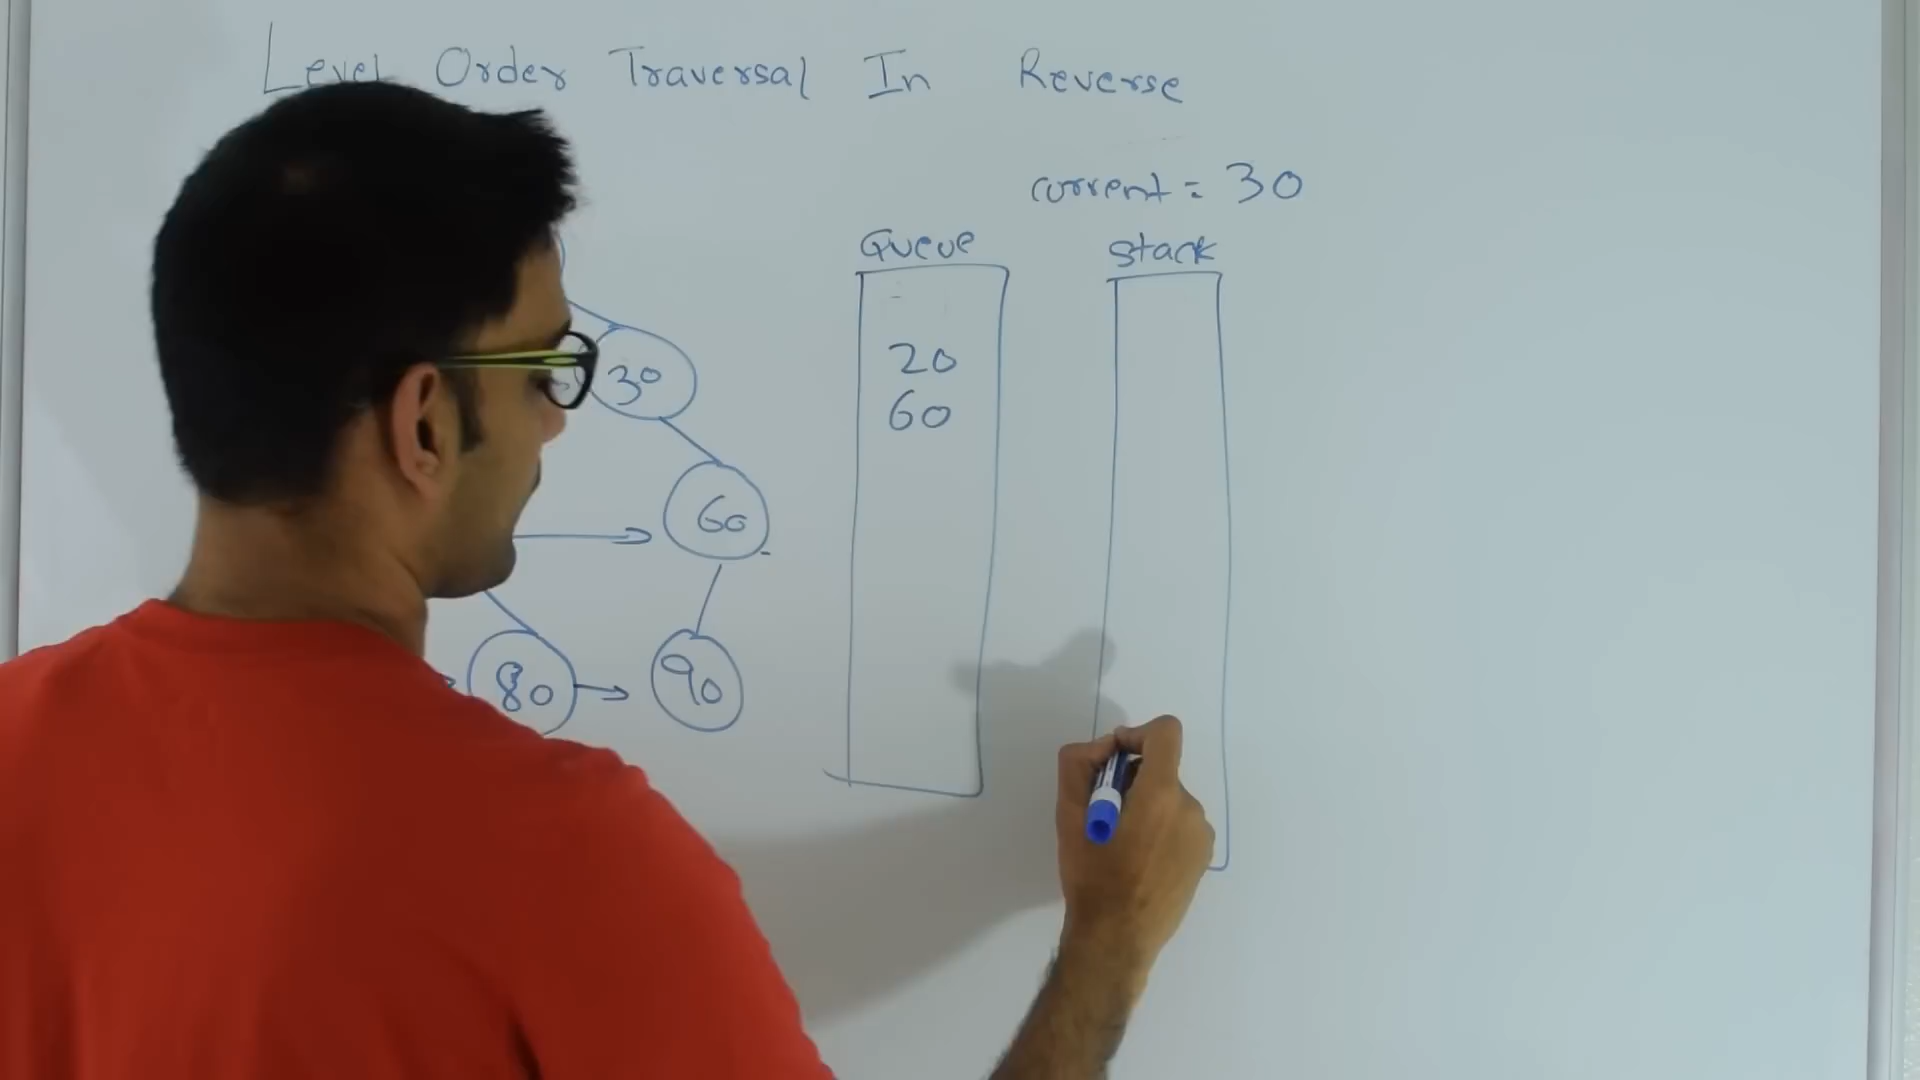 Level Order Traversal In Reverse
current = 30
Queue
stack
20
60
30
60
80
90